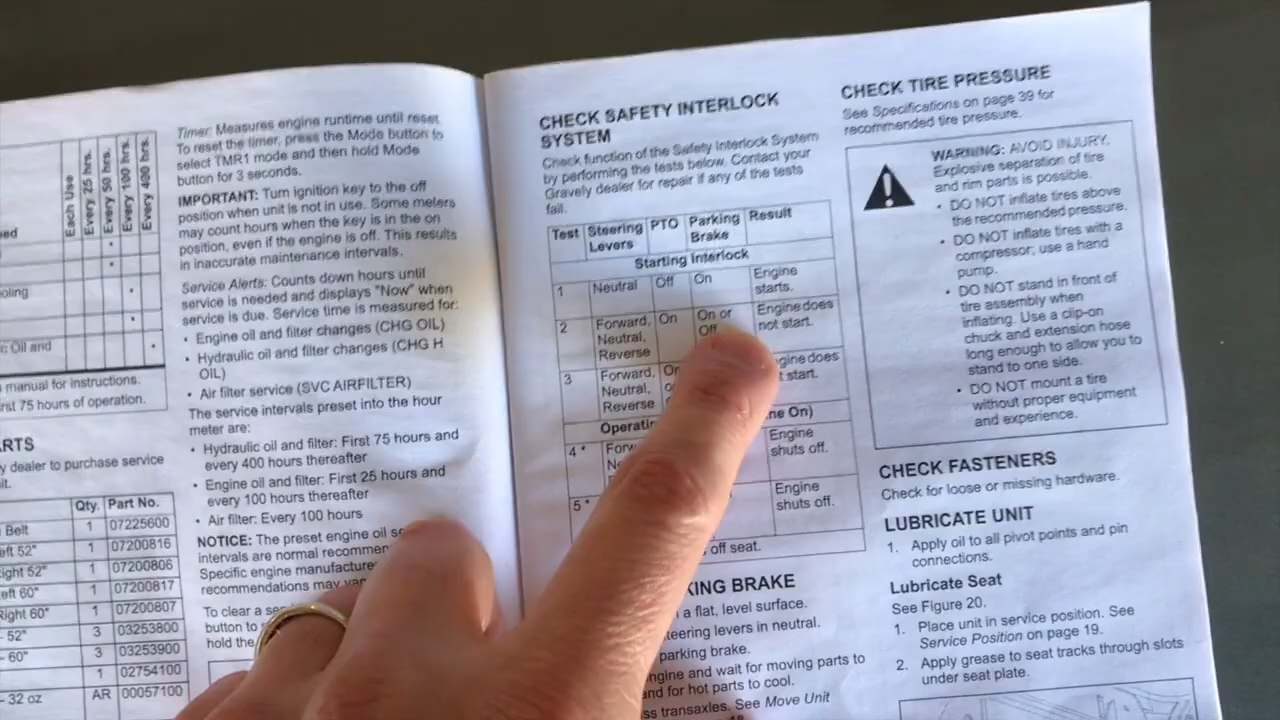 Each Use
Every 25 hrs.
Every 50 hrs.
Every 100 hrs.
Every 400 hrs.
Oil and
manual for instructions.
75 hours of operation.
dealer to purchase service
Qty. Part No.
Belt 1 07225600
52" 1 07200816
52" 1 07200806
60" 1 07200817
Right 60" 1 07200807
- 52" 3 03253800
- 60" 3 03253900
1 02754100
- 32 oz AR 00057100
Timer: Measures engine runtime until reset.
To reset the timer, press the Mode button to
select TMR1 mode and then hold Mode
button for 3 seconds.
IMPORTANT: Turn ignition key to the off
position when unit is not in use. Some meters
may count hours when the key is in the on
position, even if the engine is off. This results
in inaccurate maintenance intervals.
Service Alerts: Counts down hours until
service is needed and displays "Now" when
service is due. Service time is measured for:
• Engine oil and filter changes (CHG OIL)
• Hydraulic oil and filter changes (CHG H
OIL)
• Air filter service (SVC AIRFILTER)
The service intervals preset into the hour
meter are:
• Hydraulic oil and filter: First 75 hours and
every 400 hours thereafter
• Engine oil and filter: First 25 hours and
every 100 hours thereafter
• Air filter: Every 100 hours
NOTICE: The preset engine oil
intervals are normal
Specific engine
recommendations may
To clear a
button to
hold the
CHECK SAFETY INTERLOCK
SYSTEM
Check function of the Safety Interlock System
by performing the tests below. Contact your
Gravely dealer for repair if any of the tests
fail.
Test Steering Levers PTO Parking Brake Result
Starting Interlock
1 Neutral Off On Engine starts.
2 Forward, Neutral, Reverse On On or Off Engine does not start.
3 Forward, Neutral, Reverse does start.
On)
4 * Engine shuts off.
5 * Engine shuts off.
off seat.
BRAKE
a flat, level surface.
levers in neutral.
parking brake.
and wait for moving parts to
and for hot parts to cool.
transaxles. See Move Unit
CHECK TIRE PRESSURE
See Specifications on page 39 for
recommended tire pressure.
WARNING: AVOID INJURY.
Explosive separation of tire
and rim parts is possible.
• DO NOT inflate tires above
the recommended pressure.
• DO NOT inflate tires with a
compressor; use a hand
pump.
• DO NOT stand in front of
tire assembly when
inflating. Use a clip-on
chuck and extension hose
long enough to allow you to
stand to one side.
• DO NOT mount a tire
without proper equipment
and experience.
CHECK FASTENERS
Check for loose or missing hardware.
LUBRICATE UNIT
1. Apply oil to all pivot points and pin
connections.
Lubricate Seat
See Figure 20.
1. Place unit in service position. See
Service Position on page 19.
2. Apply grease to seat tracks through slots
under seat plate.